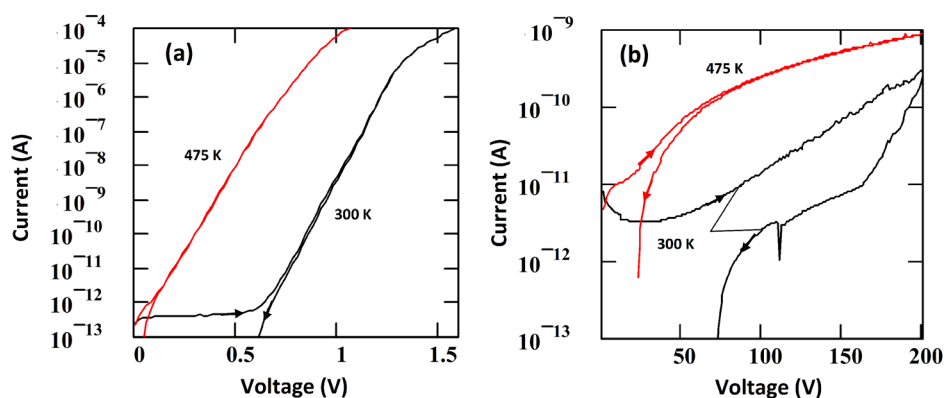 10⁻⁴
(a)
10⁻⁵
10⁻⁶
10⁻⁷
475 K
10⁻⁸
10⁻⁹
300 K
10⁻¹⁰
10⁻¹¹
10⁻¹²
10⁻¹³
Current (A)
0 0.5 1 1.5
Voltage (V)
10⁻⁹
(b)
475 K
10⁻¹⁰
10⁻¹¹
300 K
10⁻¹²
10⁻¹³
Current (A)
50 100 150 200
Voltage (V)